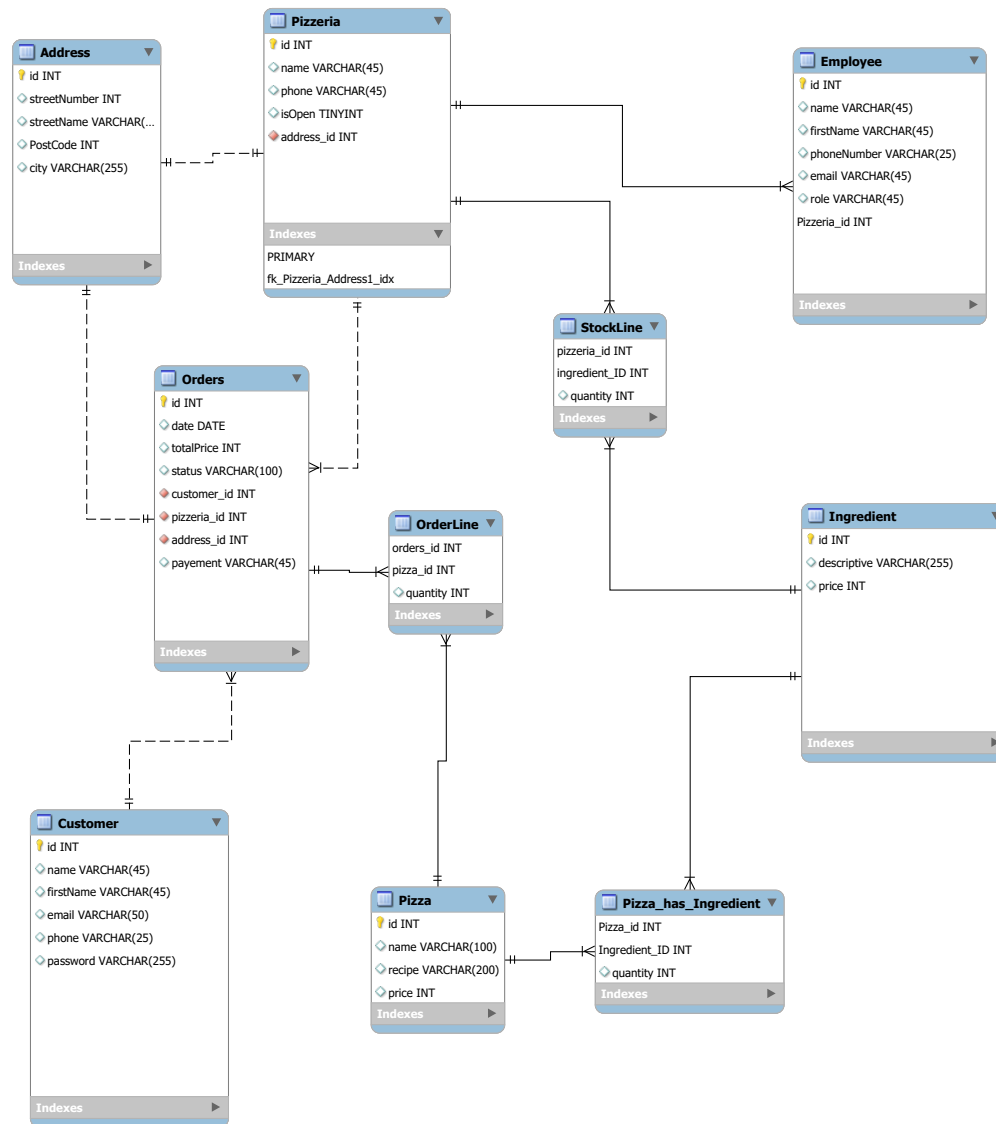 Address
id INT
streetNumber INT
streetName VARCHAR(...
PostCode INT
city VARCHAR(255)
Indexes
Pizzeria
id INT
name VARCHAR(45)
phone VARCHAR(45)
isOpen TINYINT
address_id INT
Indexes
PRIMARY
fk_Pizzeria_Address1_idx
Employee
id INT
name VARCHAR(45)
firstName VARCHAR(45)
phoneNumber VARCHAR(25)
email VARCHAR(45)
role VARCHAR(45)
Pizzeria_id INT
Indexes
StockLine
pizzeria_id INT
ingredient_ID INT
quantity INT
Indexes
Orders
id INT
date DATE
totalPrice INT
status VARCHAR(100)
customer_id INT
pizzeria_id INT
address_id INT
payement VARCHAR(45)
Indexes
OrderLine
orders_id INT
pizza_id INT
quantity INT
Indexes
Ingredient
id INT
descriptive VARCHAR(255)
price INT
Indexes
Customer
id INT
name VARCHAR(45)
firstName VARCHAR(45)
email VARCHAR(50)
phone VARCHAR(25)
password VARCHAR(255)
Indexes
Pizza
id INT
name VARCHAR(100)
recipe VARCHAR(200)
price INT
Indexes
Pizza_has_Ingredient
Pizza_id INT
Ingredient_ID INT
quantity INT
Indexes